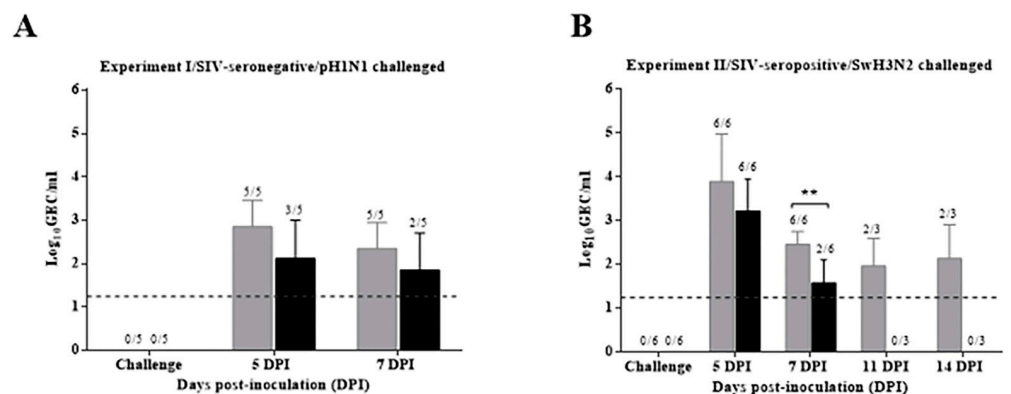 A
Experiment I/SIV-seronegative/pH1N1 challenged
6
5
4
3
2
1
0
Log10GEC/ml
0/5 0/5
5/5
3/5
5/5
2/5
Challenge 5 DPI 7 DPI
Days post-inoculation (DPI)
B
Experiment II/SIV-seropositive/SwH3N2 challenged
6
5
4
3
2
1
0
Log10GEC/ml
0/6 0/6
6/6
6/6
**
6/6
2/6
2/3
0/3
2/3
0/3
Challenge 5 DPI 7 DPI 11 DPI 14 DPI
Days post-inoculation (DPI)